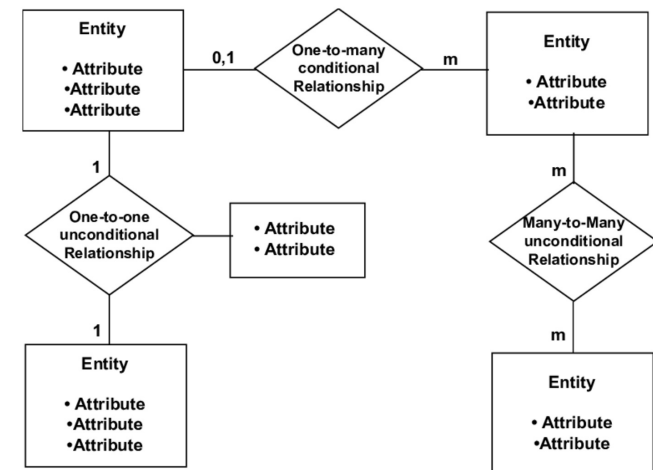 Entity
• Attribute
•Attribute
•Attribute
0,1
One-to-many
conditional
Relationship
m
Entity
• Attribute
•Attribute
1
One-to-one
unconditional
Relationship
• Attribute
• Attribute
m
Many-to-Many
unconditional
Relationship
1
Entity
• Attribute
• Attribute
•Attribute
m
Entity
• Attribute
•Attribute